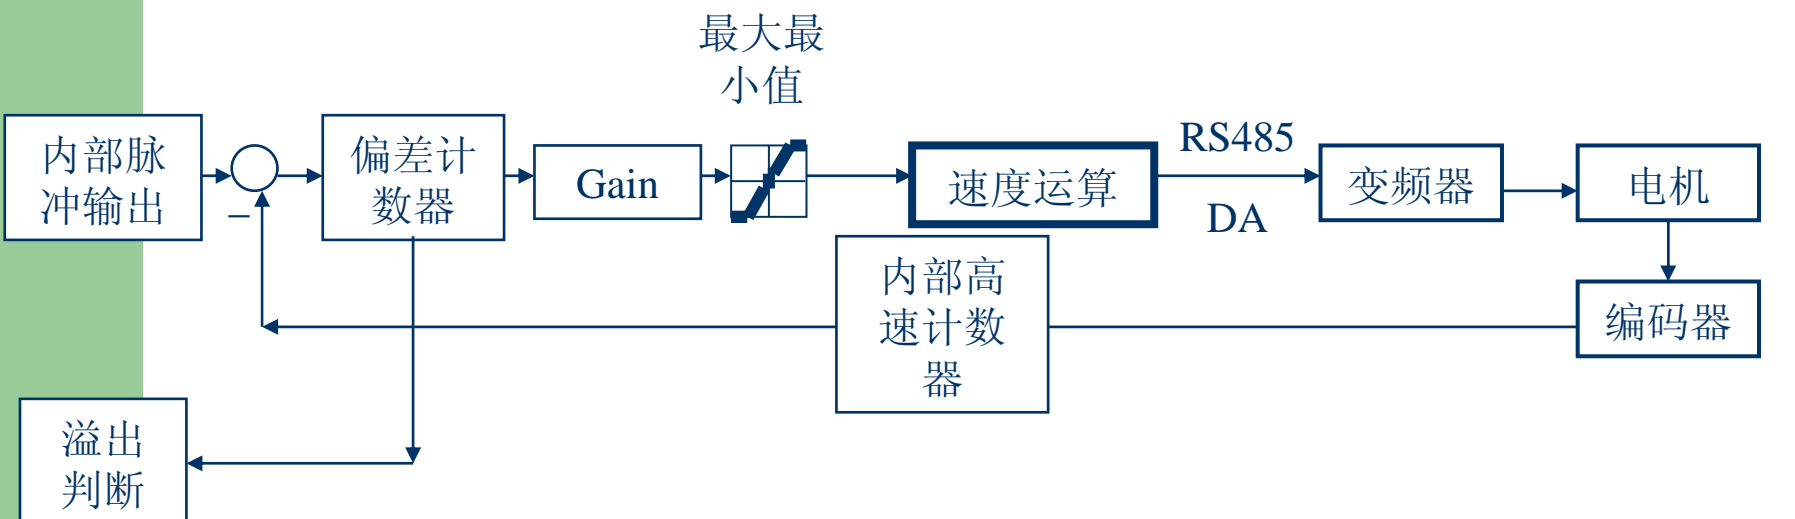 最大最
小值
内部脉
冲输出
偏差计
数器
Gain
速度运算
RS485
DA
变频器
电机
内部高
速计数
器
编码器
溢出
判断